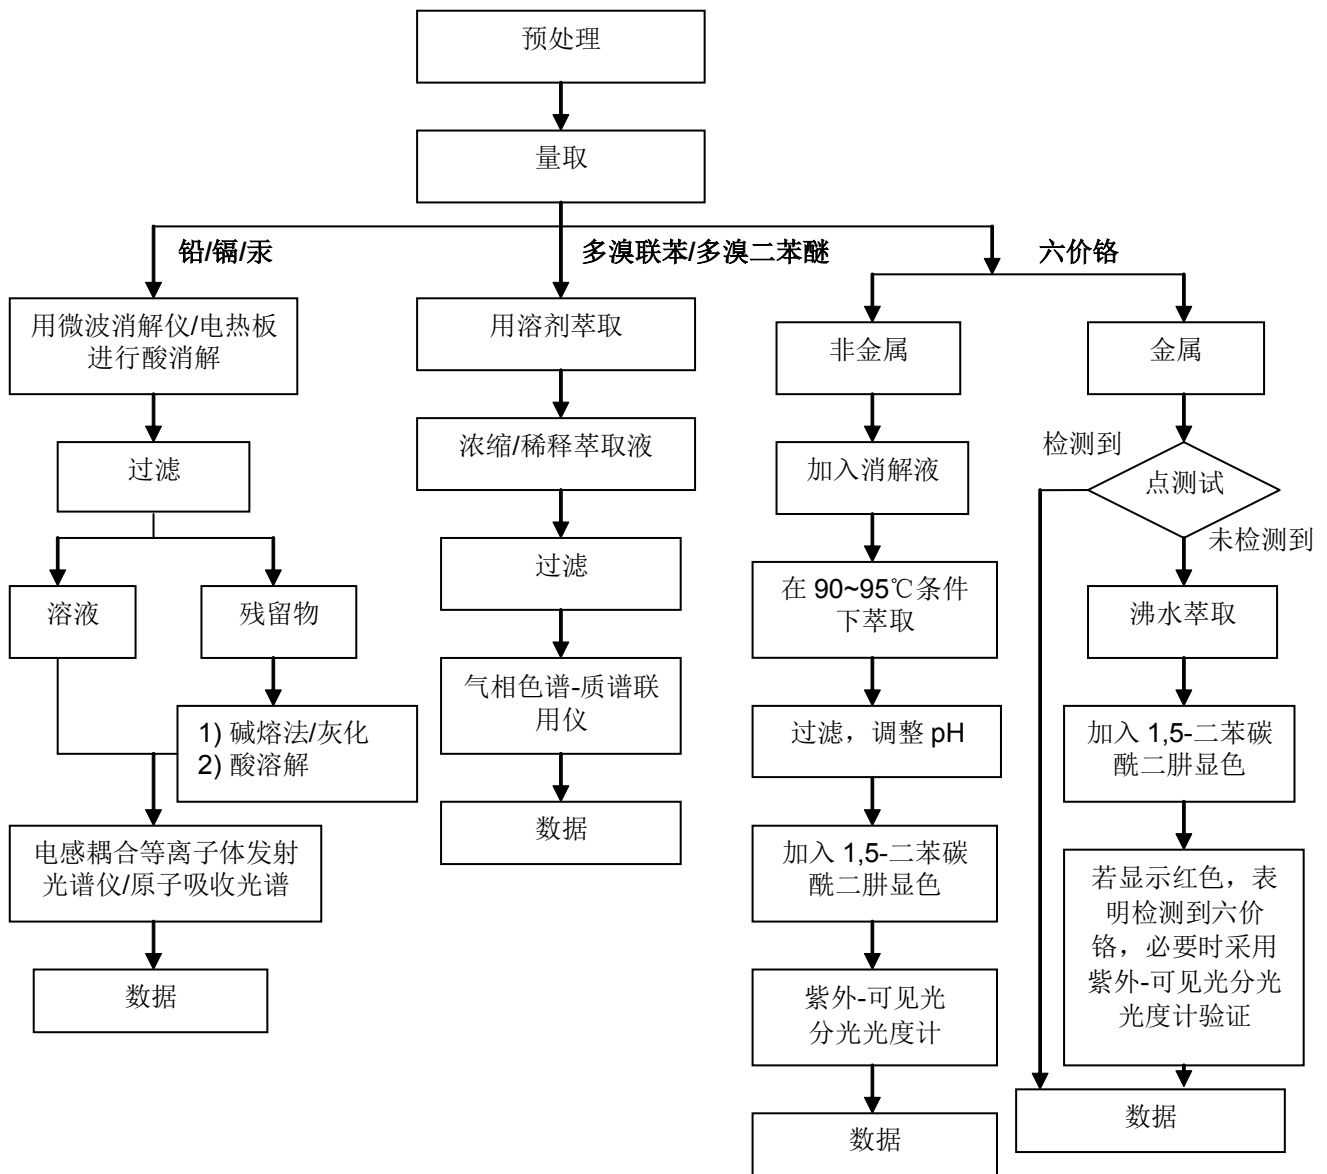 预处理
量取
铅/镉/汞
多溴联苯/多溴二苯醚
六价铬
用微波消解仪/电热板
进行酸消解
过滤
溶液
残留物
1) 碱熔法/灰化
2) 酸溶解
电感耦合等离子体发射
光谱仪/原子吸收光谱
数据
用溶剂萃取
浓缩/稀释萃取液
过滤
气相色谱-质谱联
用仪
数据
非金属
加入消解液
在 90~95℃条件
下萃取
过滤，调整 pH
加入 1,5-二苯碳
酰二肼显色
紫外-可见光
分光光度计
数据
金属
检测到
点测试
未检测到
沸水萃取
加入 1,5-二苯碳
酰二肼显色
若显示红色，表
明检测到六价
铬，必要时采用
紫外-可见光分光
光度计验证
数据